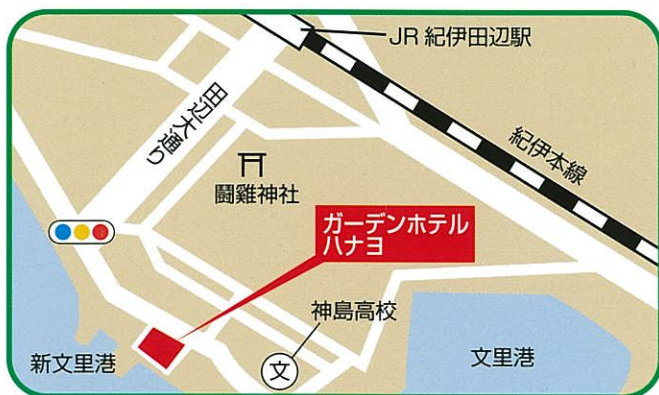 JR 紀伊田辺駅
田辺大通り
紀伊本線
闘雞神社
ガーデンホテル
ハナヨ
神島高校
新文里港
文
文里港